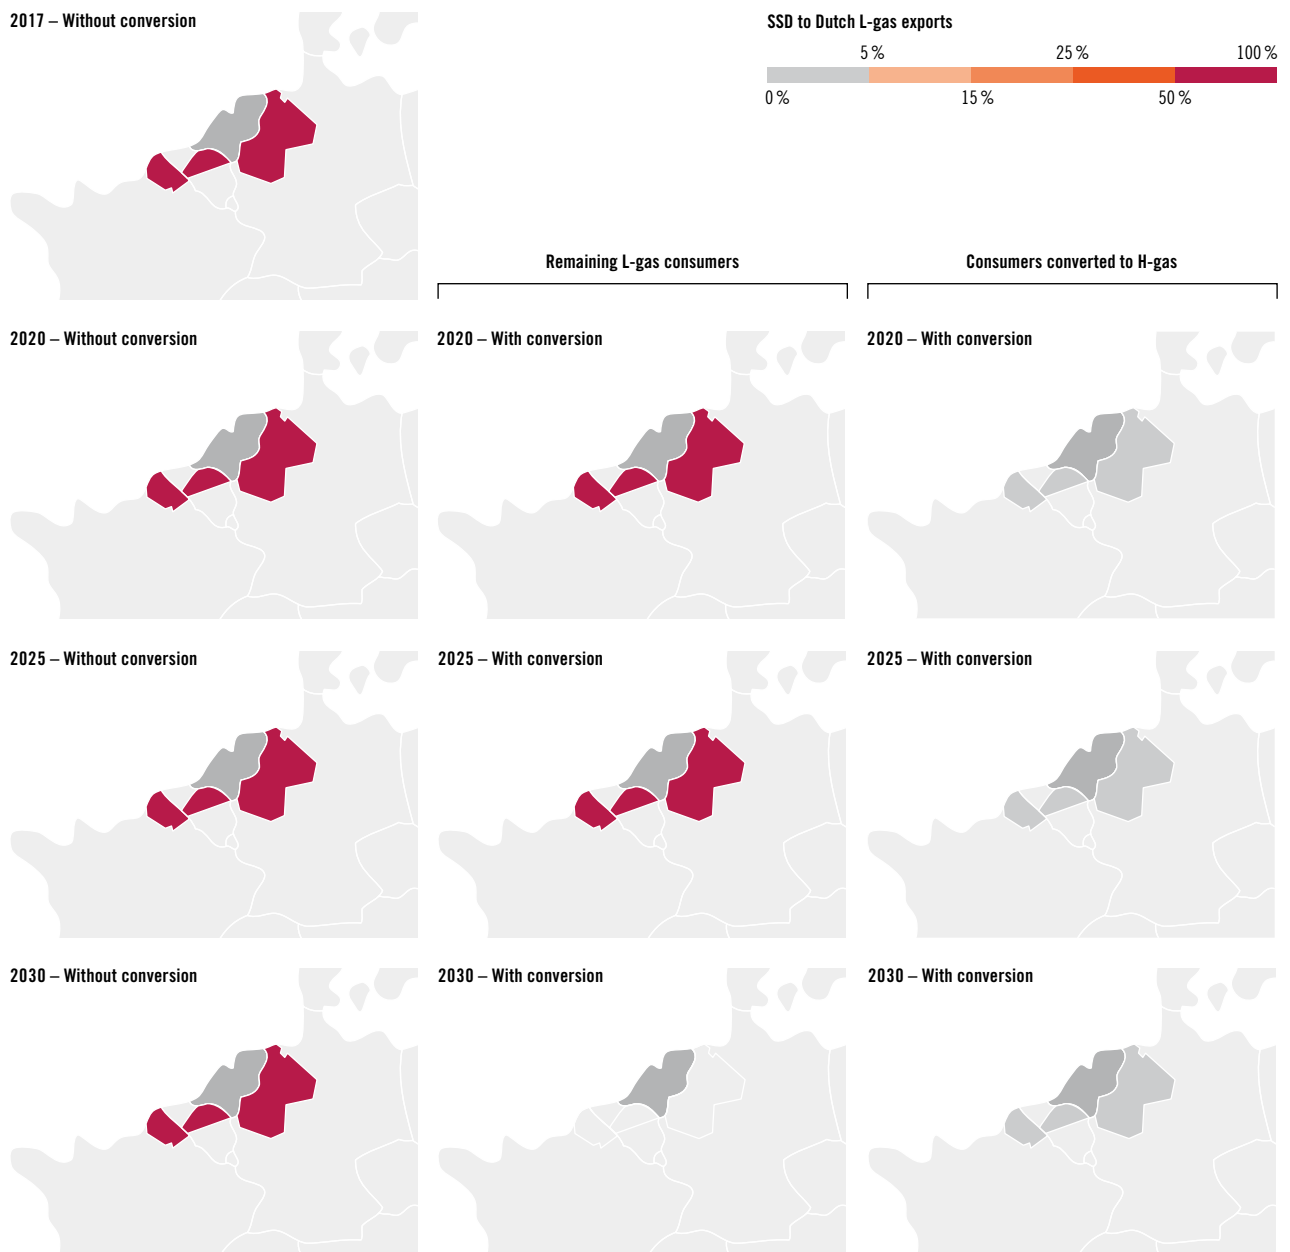 2017 – Without conversion
SSD to Dutch L-gas exports
5 % 25 % 100 %
0 % 15 % 50 %
Remaining L-gas consumers
Consumers converted to H-gas
2020 – Without conversion
2020 – With conversion
2020 – With conversion
2025 – Without conversion
2025 – With conversion
2025 – With conversion
2030 – Without conversion
2030 – With conversion
2030 – With conversion